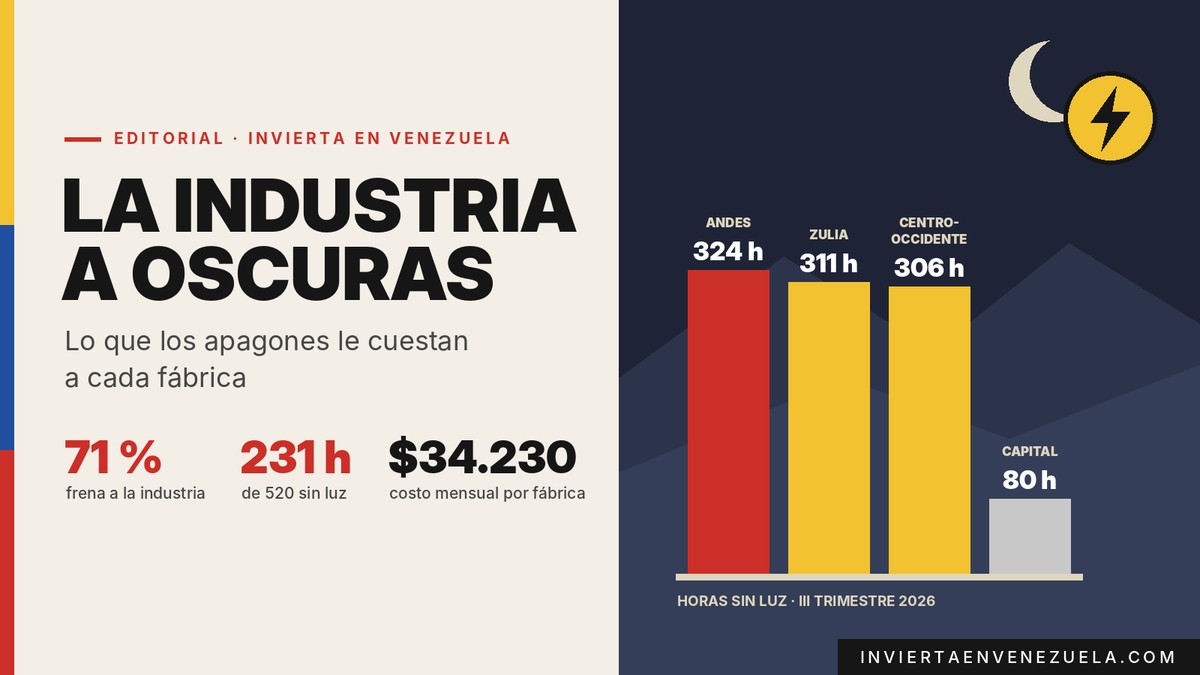 EDITORIAL · INVIERTA EN VENEZUELA
LA INDUSTRIA
A OSCURAS
Lo que los apagones le cuestan
a cada fábrica
71 %
frena a la industria
231 h
de 520 sin luz
$34.230
costo mensual por fábrica
ANDES
324 h
ZULIA
311 h
CENTRO-
OCCIDENTE
306 h
CAPITAL
80 h
HORAS SIN LUZ · III TRIMESTRE 2026
INVIERTAENVENEZUELA.COM